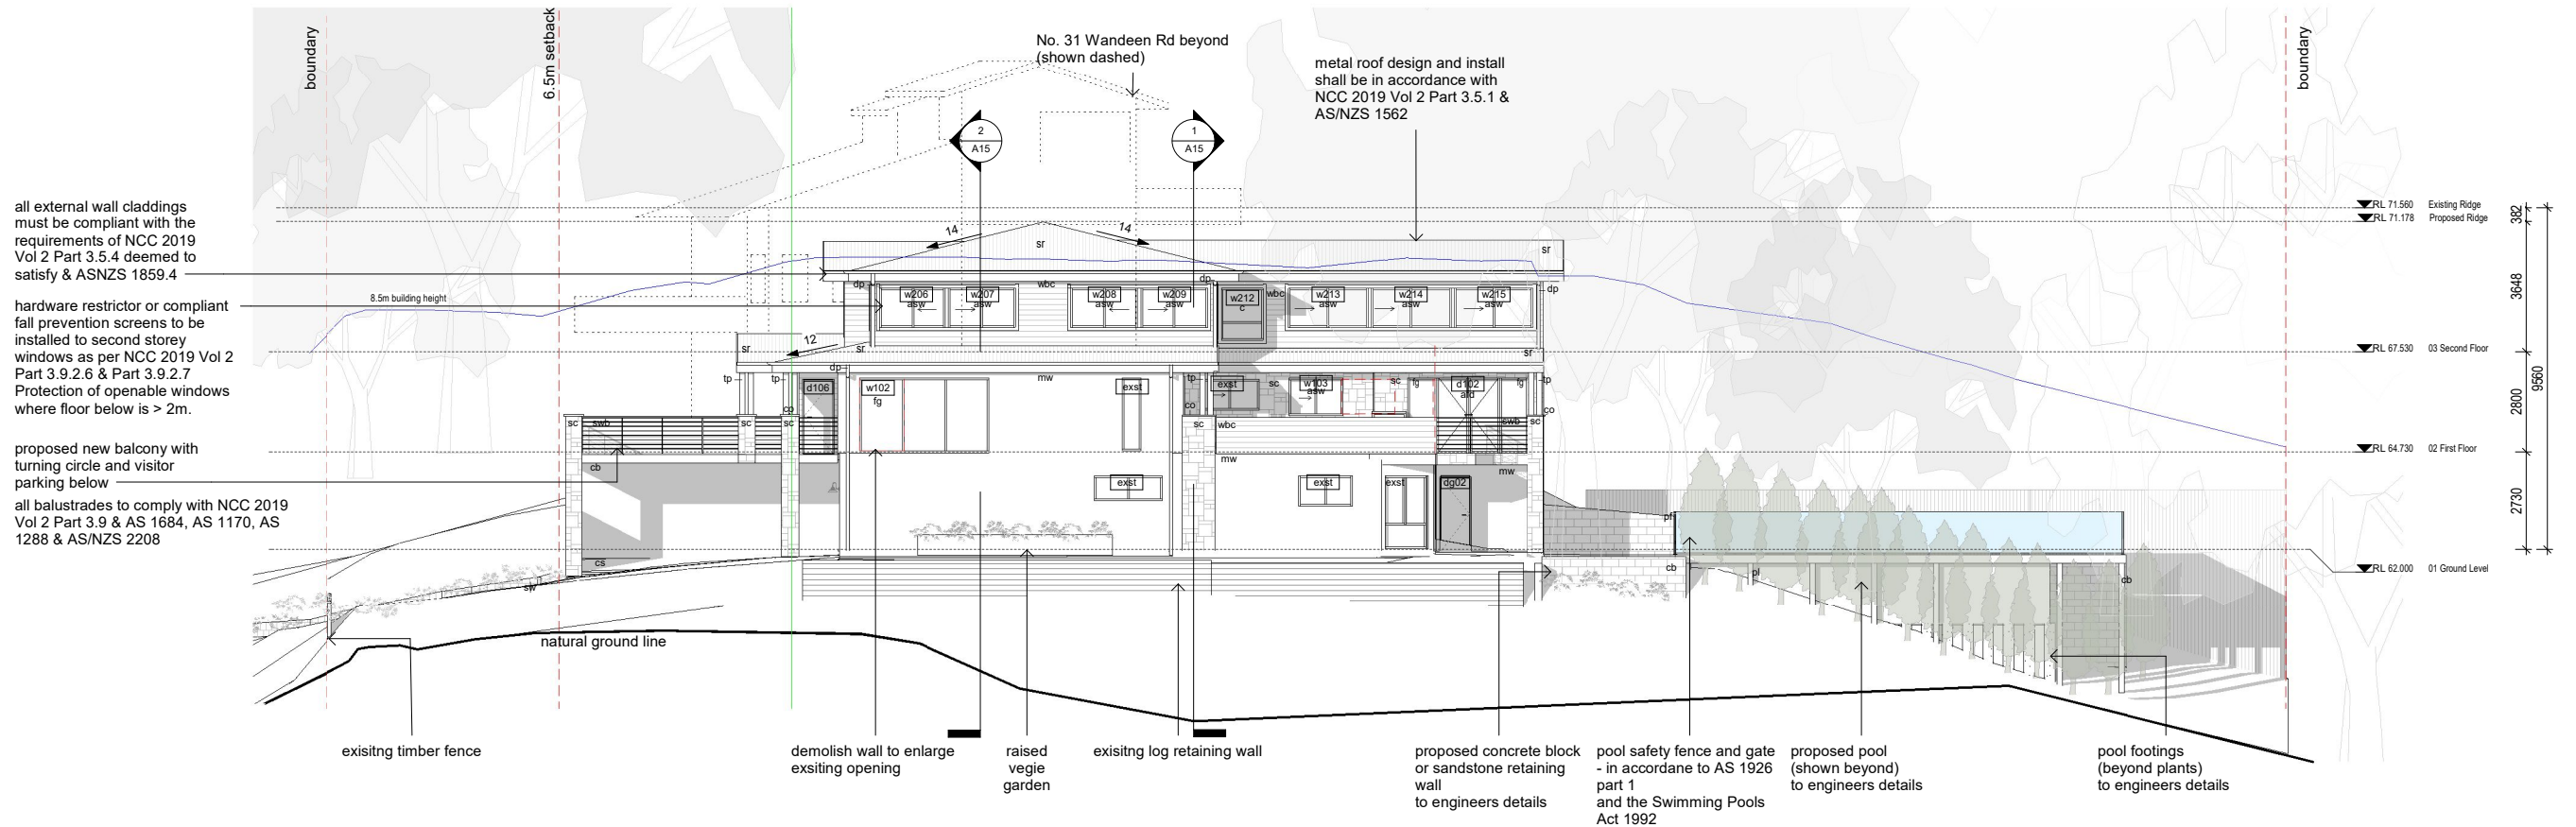 boundary
6.5m setback
No. 31 Wandeen Rd beyond
(shown dashed)
metal roof design and install
shall be in accordance with
NCC 2019 Vol 2 Part 3.5.1 &
AS/NZS 1562
boundary
2
A15
1
A15
all external wall claddings
must be compliant with the
requirements of NCC 2019
Vol 2 Part 3.5.4 deemed to
satisfy & ASNZS 1859.4
hardware restrictor or compliant
fall prevention screens to be
installed to second storey
windows as per NCC 2019 Vol 2
Part 3.9.2.6 & Part 3.9.2.7
Protection of openable windows
where floor below is > 2m.
proposed new balcony with
turning circle and visitor
parking below
all balustrades to comply with NCC 2019
Vol 2 Part 3.9 & AS 1684, AS 1170, AS
1288 & AS/NZS 2208
8.5m building height
14
sr
14
sr
dp
wbc
dp
wbc
dp
w206
asw
w207
asw
w208
asw
w209
asw
w212
c
w213
asw
w214
asw
w215
asw
sr
12
sr
sr
dp
tp
tp
d106
w102
fg
mw
exst
tp
exst
sc
w103
asw
sc
fg
d102
afd
fg
tp
co
co
co
sc
swb
sc
sc
sc
wbc
swb
sc
cb
mw
mw
exst
exst
exst
dg02
cs
sw
pf
cb
pl
cb
natural ground line
RL 71.560 Existing Ridge
RL 71.178 Proposed Ridge
RL 67.530 03 Second Floor
RL 64.730 02 First Floor
RL 62.000 01 Ground Level
382
3648
2800
2730
9560
exisitng timber fence
demolish wall to enlarge
exsiting opening
raised
vegie
garden
exisitng log retaining wall
proposed concrete block
or sandstone retaining
wall
to engineers details
pool safety fence and gate
- in accordane to AS 1926
part 1
and the Swimming Pools
Act 1992
proposed pool
(shown beyond)
to engineers details
pool footings
(beyond plants)
to engineers details